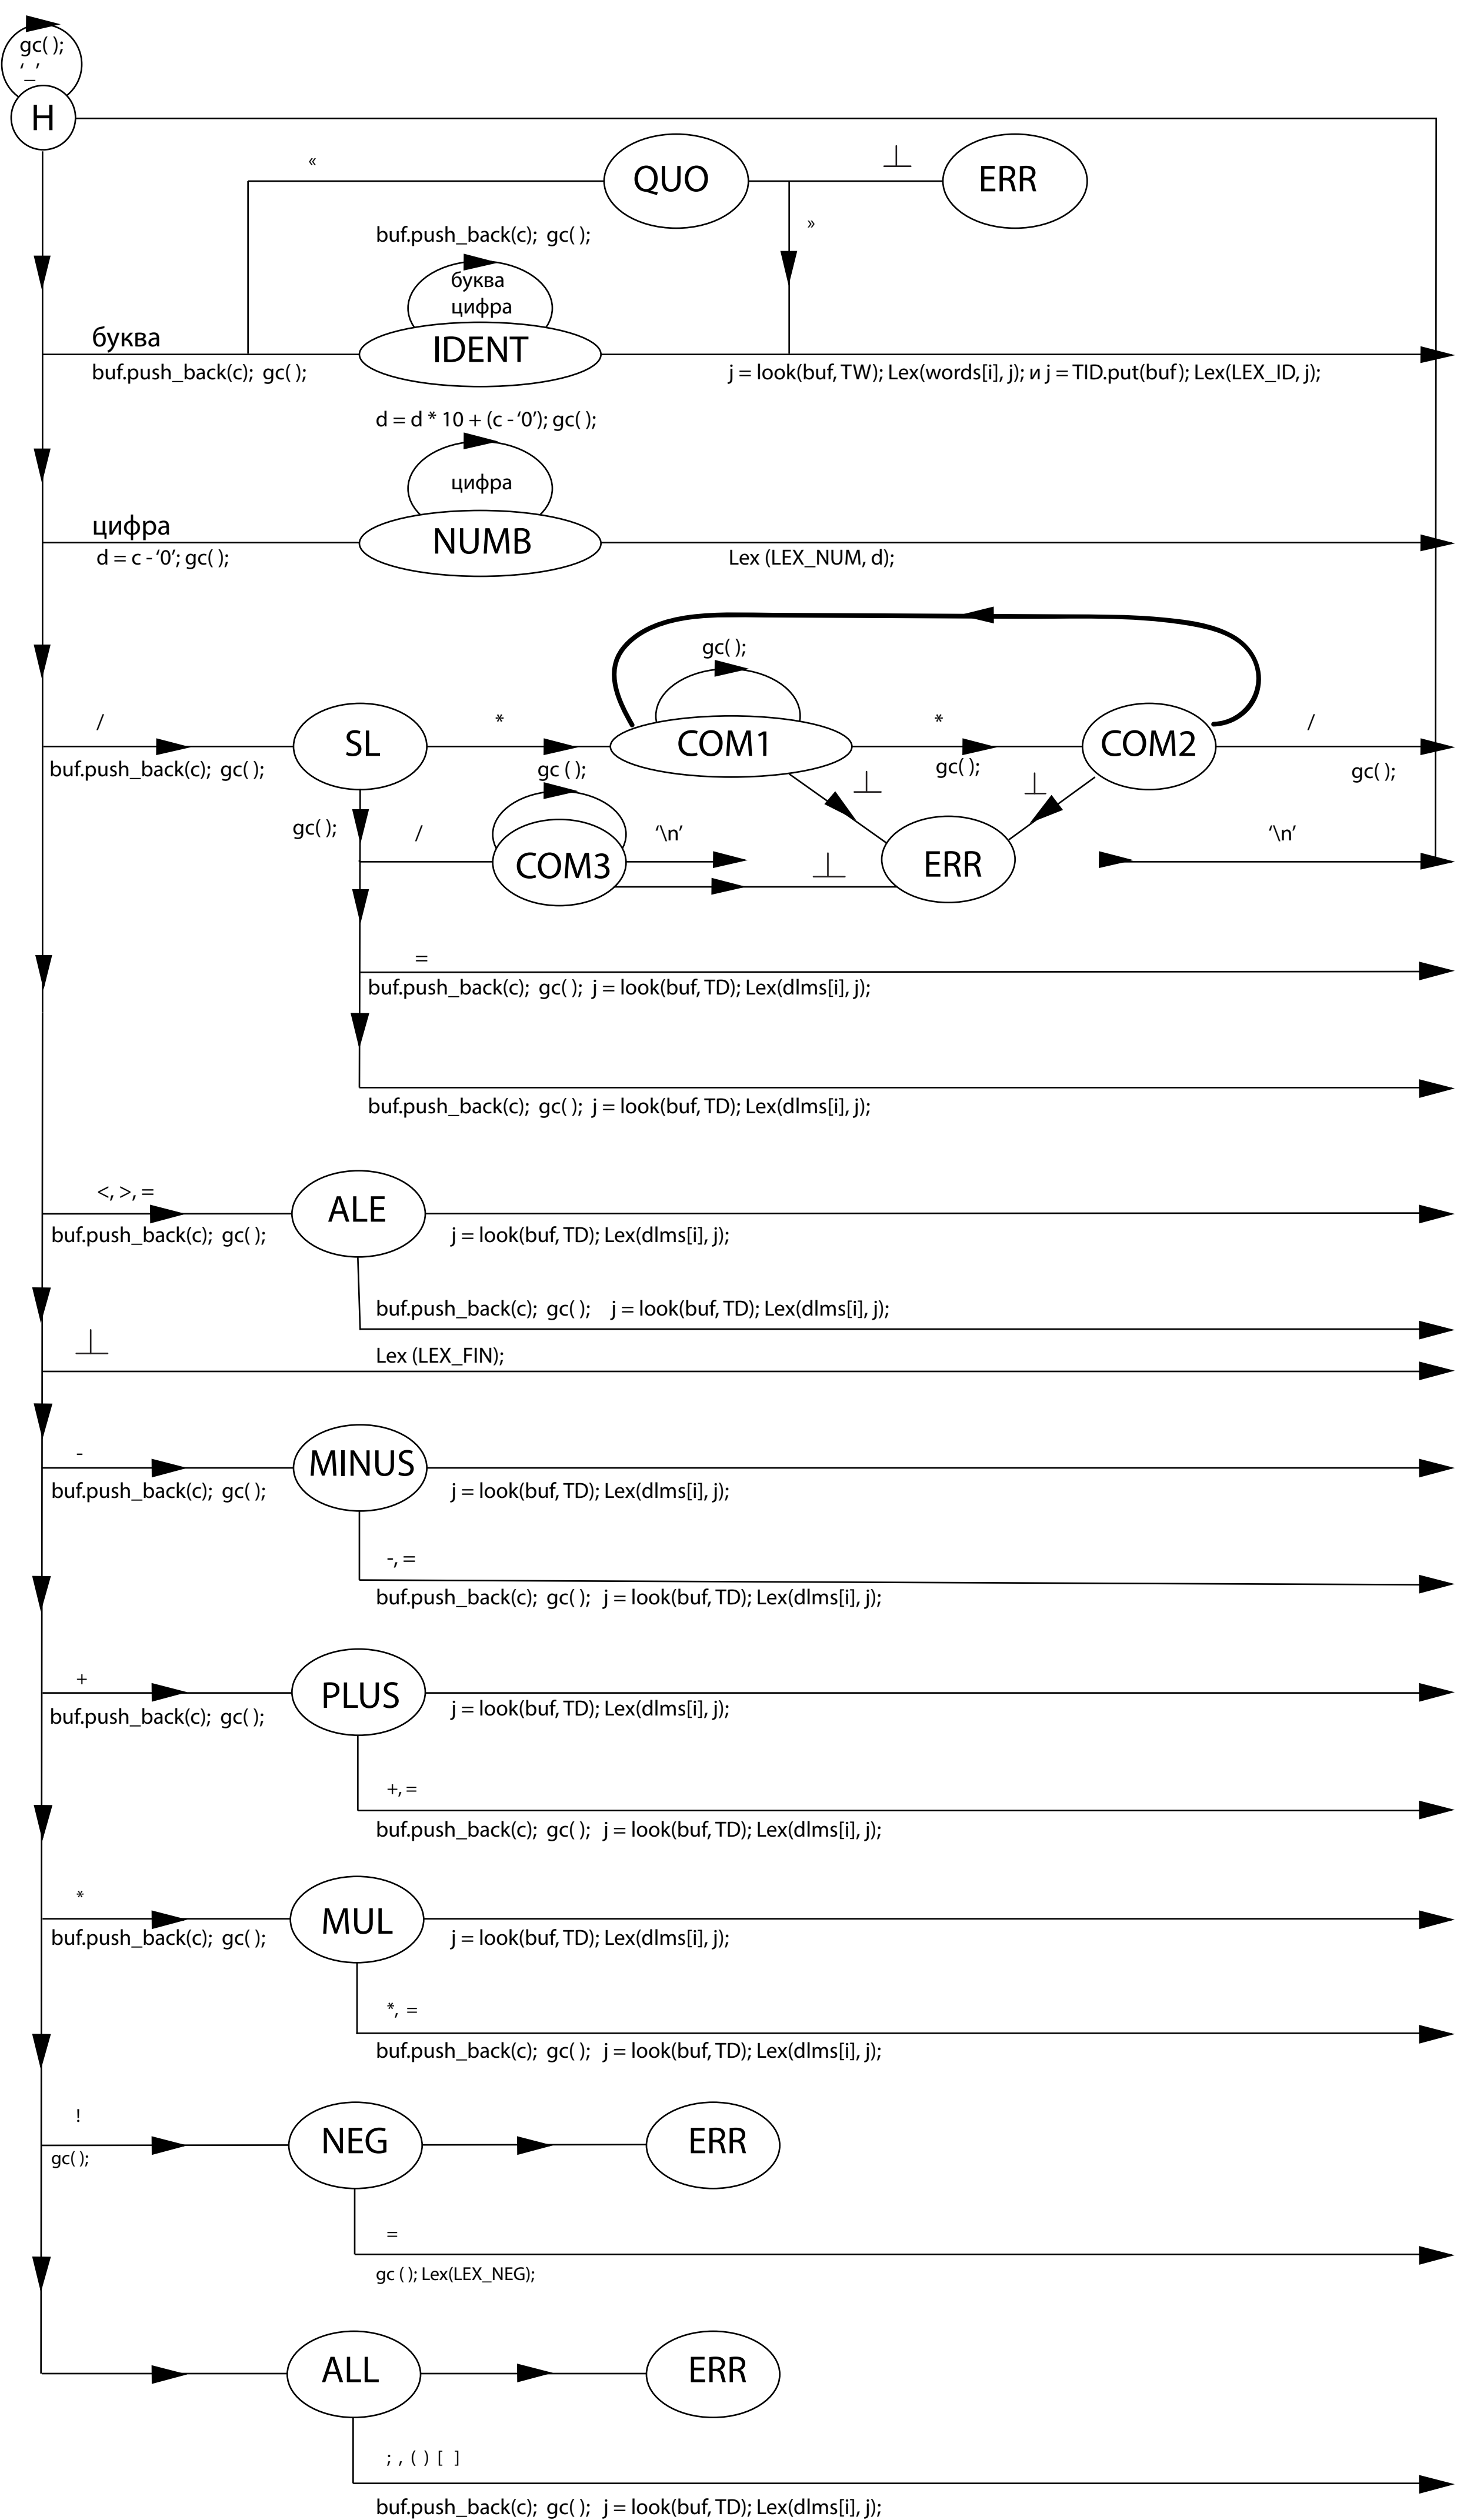 gc( );
‘_’
H
«
QUO
⊥
ERR
»
buf.push_back(c); gc( );
буква
цифра
буква
IDENT
buf.push_back(c); gc( );
j = look(buf, TW); Lex(words[i], j); и j = TID.put(buf); Lex(LEX_ID, j);
d = d * 10 + (c - ‘0’); gc( );
цифра
цифра
NUMB
d = c - ‘0’; gc( );
Lex (LEX_NUM, d);
gc( );
/
SL
*
COM1
*
COM2
/
buf.push_back(c); gc( );
gc ( );
gc( );
gc( );
⊥
⊥
gc( );
/
COM3
‘\n’
⊥
ERR
‘\n’
=
buf.push_back(c); gc( ); j = look(buf, TD); Lex(dlms[i], j);
buf.push_back(c); gc( ); j = look(buf, TD); Lex(dlms[i], j);
<, >, =
ALE
buf.push_back(c); gc( );
j = look(buf, TD); Lex(dlms[i], j);
buf.push_back(c); gc( ); j = look(buf, TD); Lex(dlms[i], j);
⊥
Lex (LEX_FIN);
-
MINUS
buf.push_back(c); gc( );
j = look(buf, TD); Lex(dlms[i], j);
-, =
buf.push_back(c); gc( ); j = look(buf, TD); Lex(dlms[i], j);
+
PLUS
buf.push_back(c); gc( );
j = look(buf, TD); Lex(dlms[i], j);
+, =
buf.push_back(c); gc( ); j = look(buf, TD); Lex(dlms[i], j);
*
MUL
buf.push_back(c); gc( );
j = look(buf, TD); Lex(dlms[i], j);
*, =
buf.push_back(c); gc( ); j = look(buf, TD); Lex(dlms[i], j);
!
NEG
ERR
gc( );
=
gc ( ); Lex(LEX_NEG);
ALL
ERR
; , ( ) [ ]
buf.push_back(c); gc( ); j = look(buf, TD); Lex(dlms[i], j);